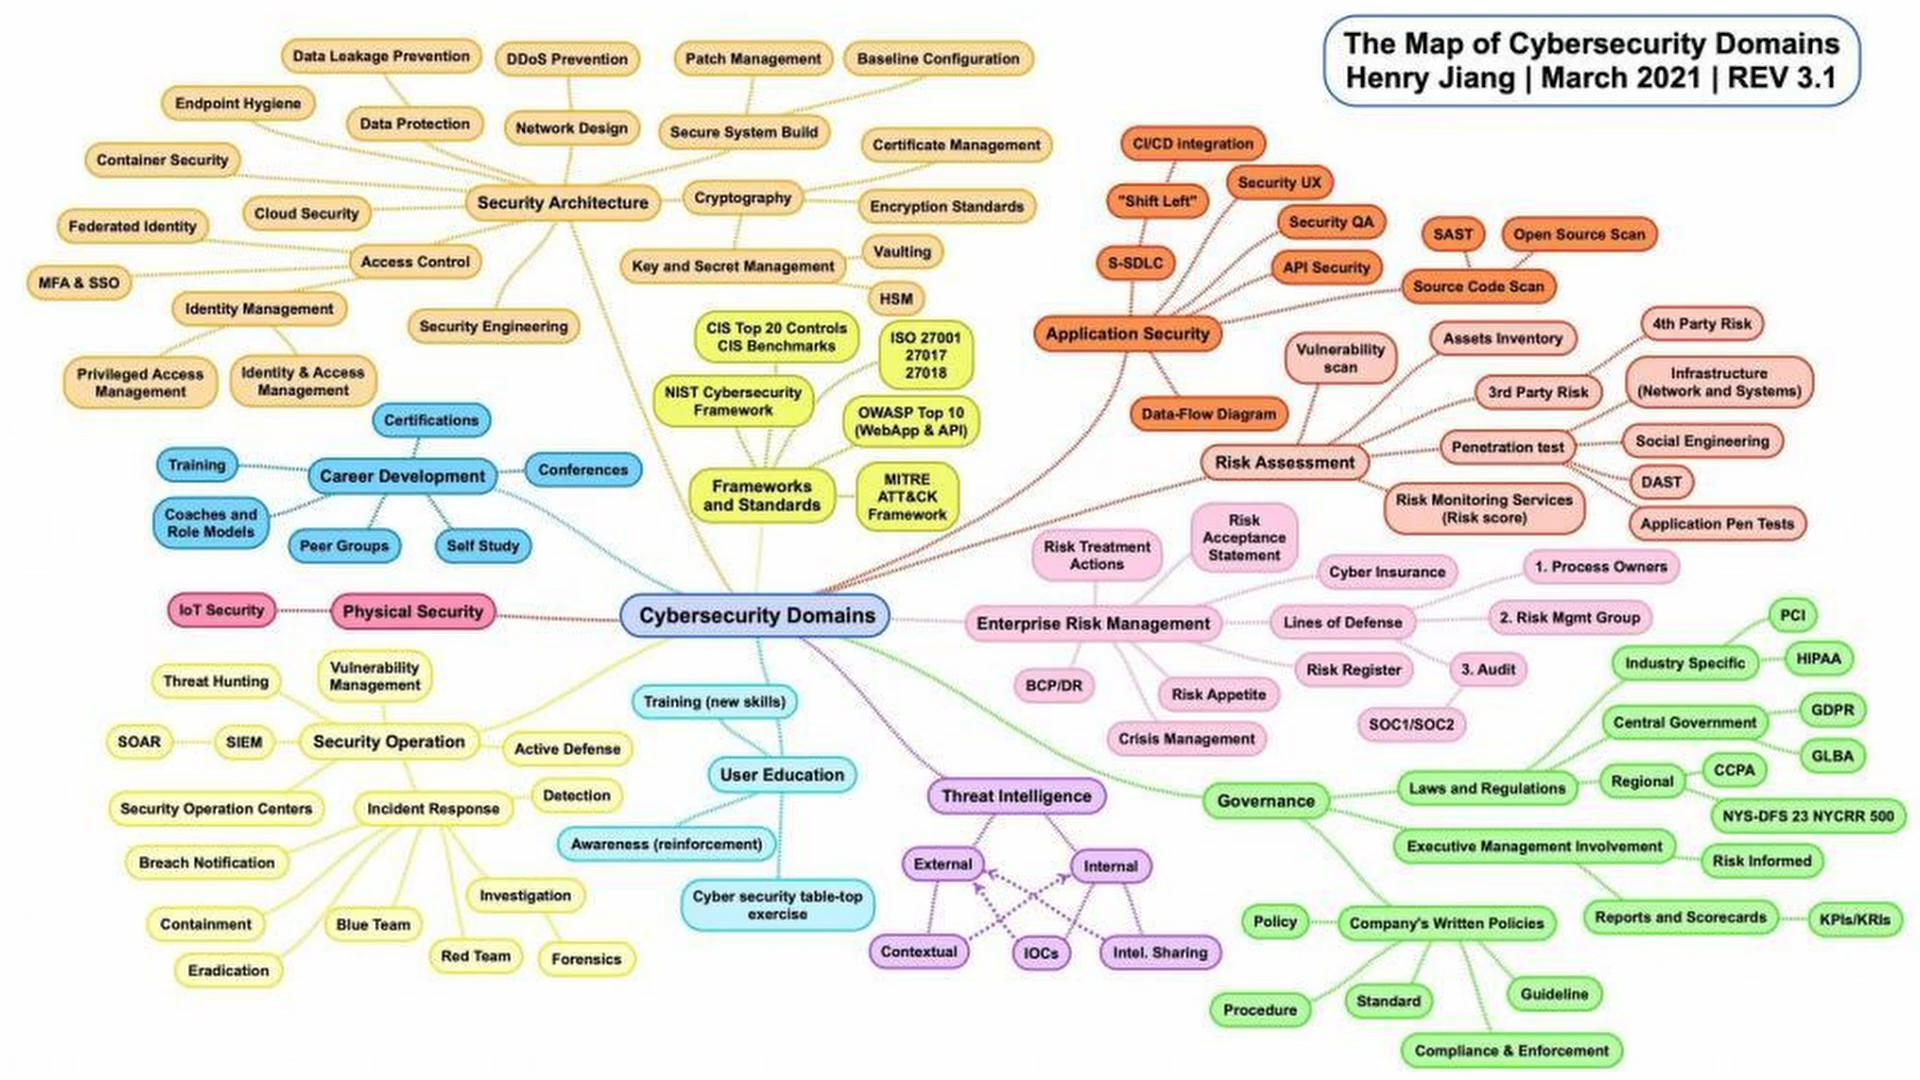 The Map of Cybersecurity Domains
Henry Jiang | March 2021 | REV 3.1
Data Leakage Prevention
DDoS Prevention
Patch Management
Baseline Configuration
Endpoint Hygiene
Data Protection
Network Design
Secure System Build
Container Security
Certificate Management
Cloud Security
Security Architecture
Cryptography
Encryption Standards
Federated Identity
Access Control
Key and Secret Management
Vaulting
MFA & SSO
HSM
Identity Management
Security Engineering
Privileged Access
Management
Identity & Access
Management
CIS Top 20 Controls
CIS Benchmarks
ISO 27001
27017
27018
NIST Cybersecurity
Framework
OWASP Top 10
(WebApp & API)
Frameworks
and Standards
MITRE
ATT&CK
Framework
CI/CD integration
"Shift Left"
Security UX
Security QA
S-SDLC
API Security
SAST
Open Source Scan
Source Code Scan
Application Security
Data-Flow Diagram
Vulnerability
scan
Assets Inventory
4th Party Risk
3rd Party Risk
Infrastructure
(Network and Systems)
Risk Assessment
Penetration test
Social Engineering
DAST
Risk Monitoring Services
(Risk score)
Application Pen Tests
Certifications
Training
Career Development
Conferences
Coaches and
Role Models
Peer Groups
Self Study
IoT Security
Physical Security
Cybersecurity Domains
Risk Treatment
Actions
Risk
Acceptance
Statement
Cyber Insurance
1. Process Owners
Enterprise Risk Management
Lines of Defense
2. Risk Mgmt Group
Risk Register
3. Audit
BCP/DR
Risk Appetite
SOC1/SOC2
Crisis Management
Threat Hunting
Vulnerability
Management
SOAR
SIEM
Security Operation
Active Defense
Security Operation Centers
Incident Response
Detection
Breach Notification
Investigation
Containment
Blue Team
Red Team
Forensics
Eradication
Training (new skills)
User Education
Awareness (reinforcement)
Cyber security table-top
exercise
Threat Intelligence
External
Internal
Contextual
IOCs
Intel. Sharing
PCI
Industry Specific
HIPAA
Central Government
GDPR
GLBA
Governance
Laws and Regulations
Regional
CCPA
NYS-DFS 23 NYCRR 500
Executive Management Involvement
Risk Informed
Reports and Scorecards
KPIs/KRIs
Policy
Company's Written Policies
Procedure
Standard
Guideline
Compliance & Enforcement